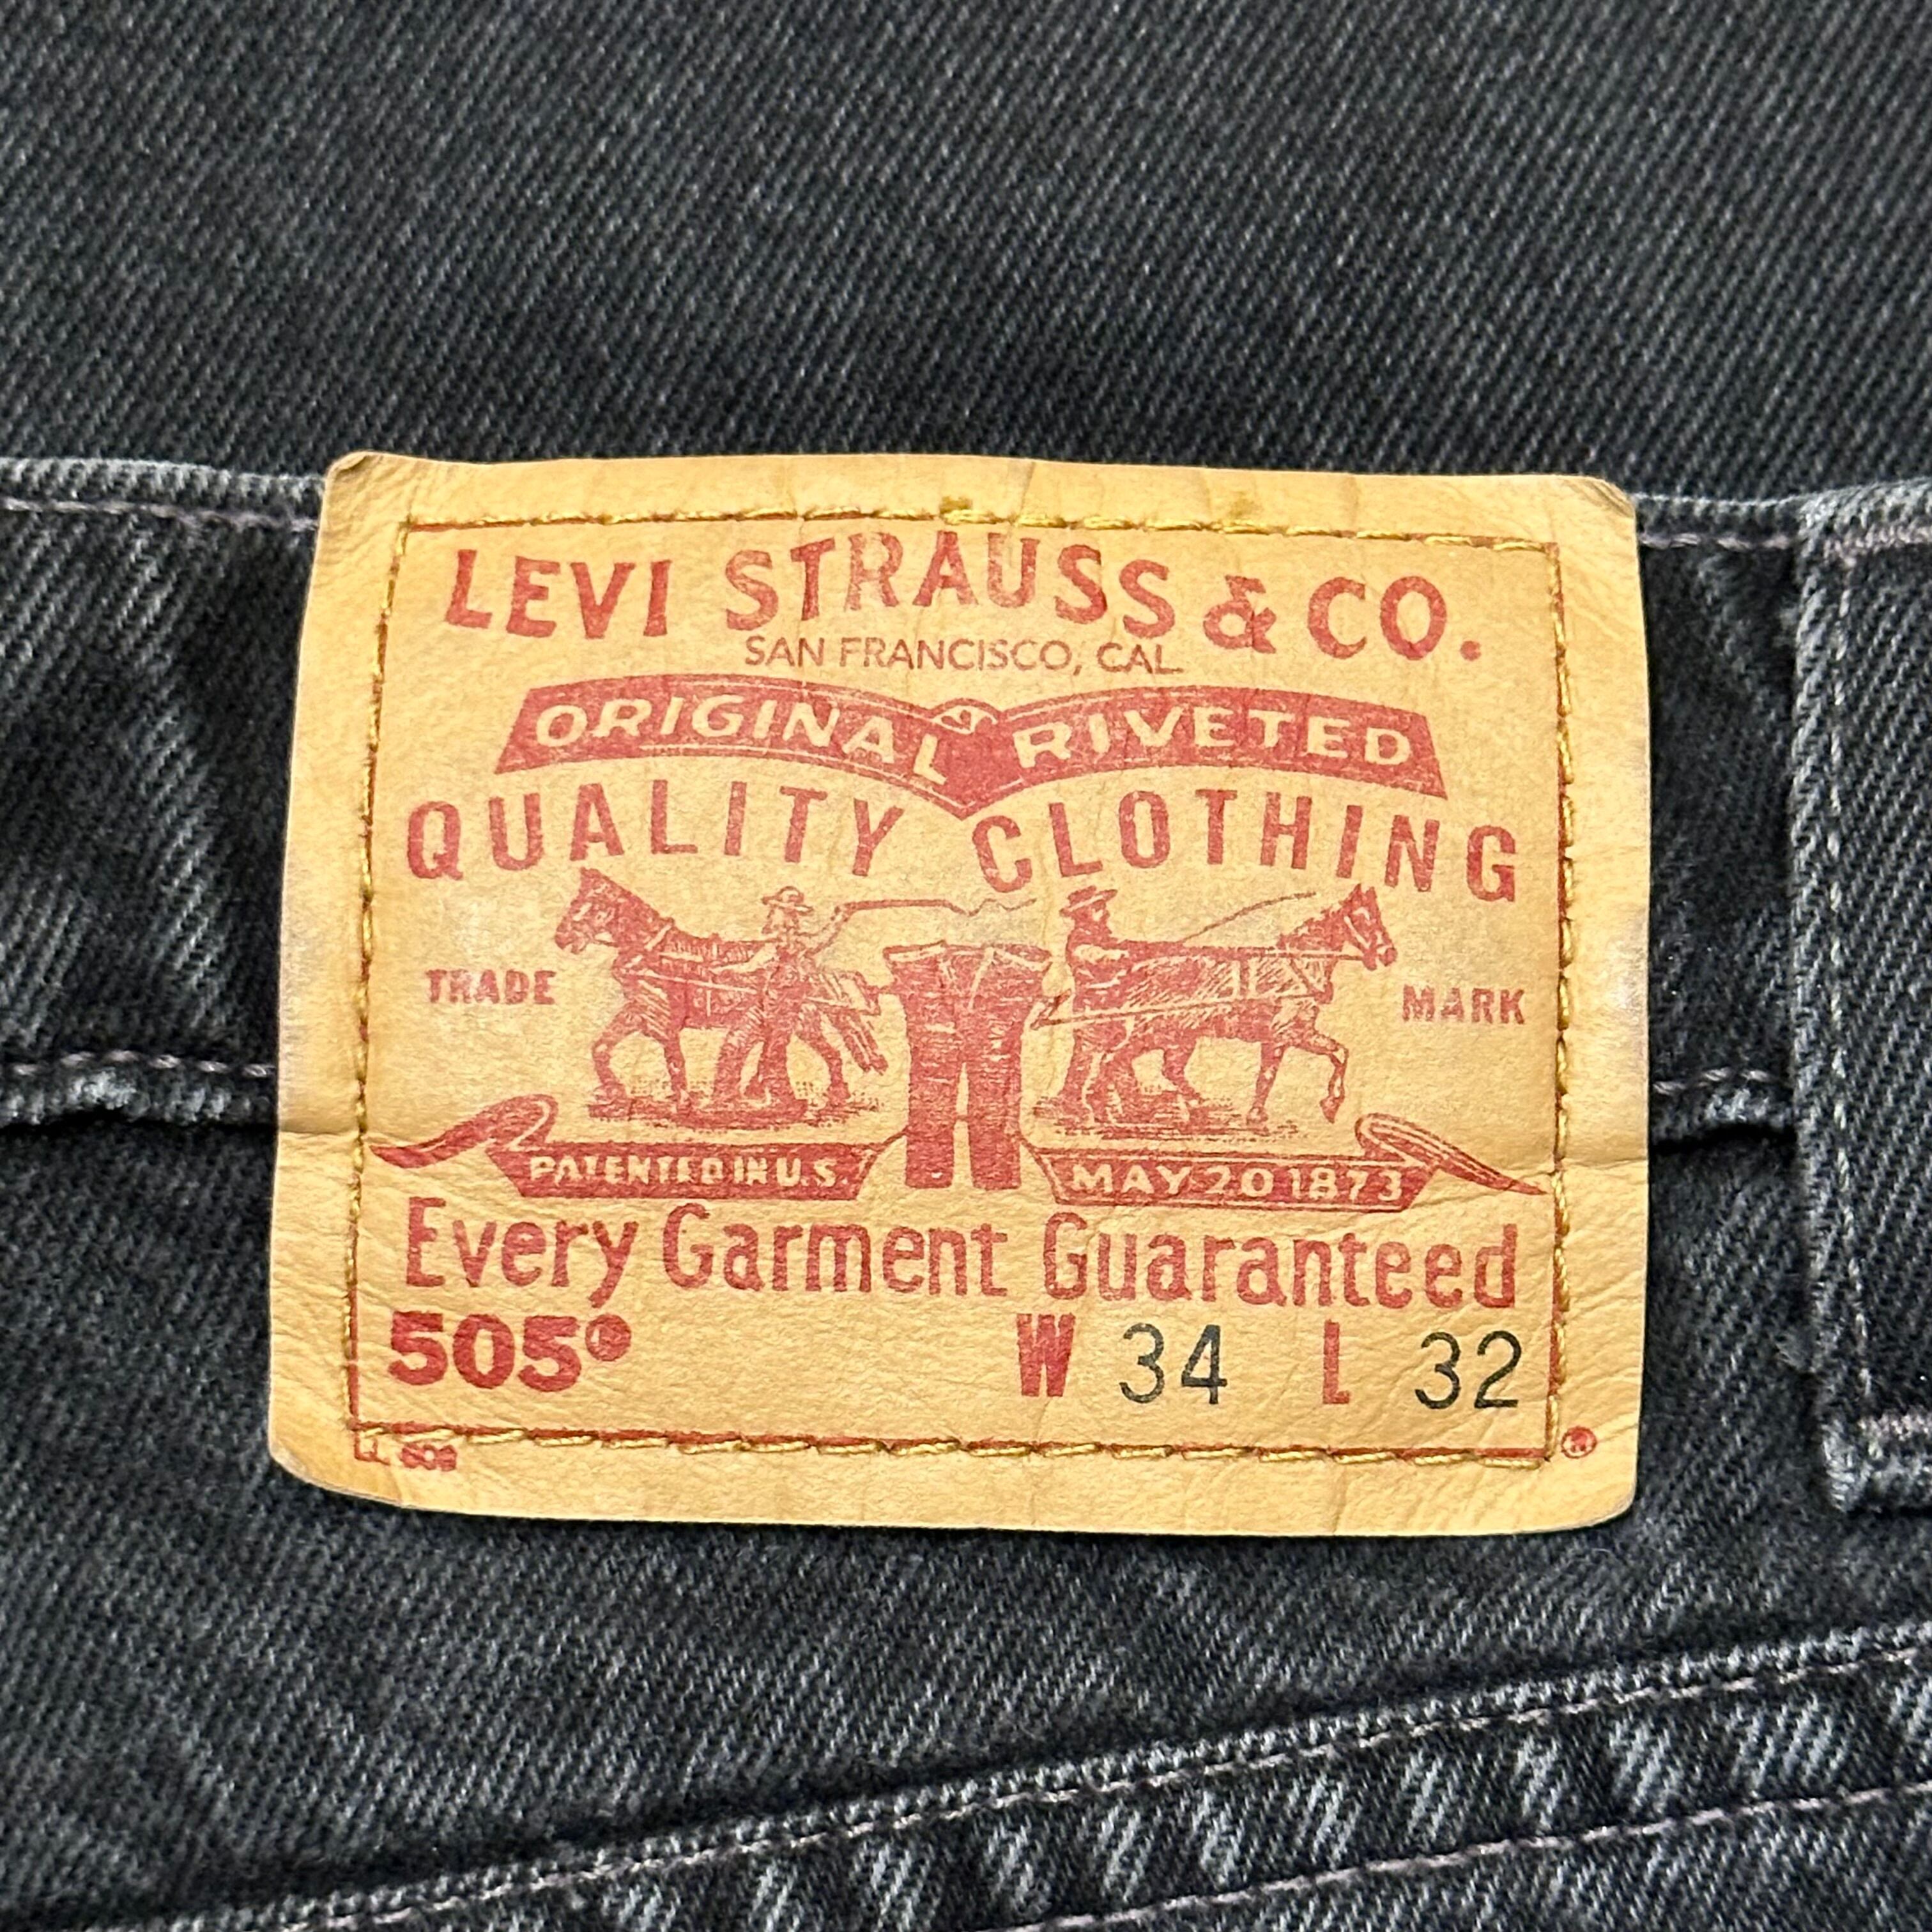 LEVI STRAUSS & CO.
SAN FRANCISCO, CAL.
ORIGINAL RIVETED
QUALITY CLOTHING
TRADE MARK
PATENTED IN U.S. MAY 20 1873
Every Garment Guaranteed
505® W 34 L 32
®